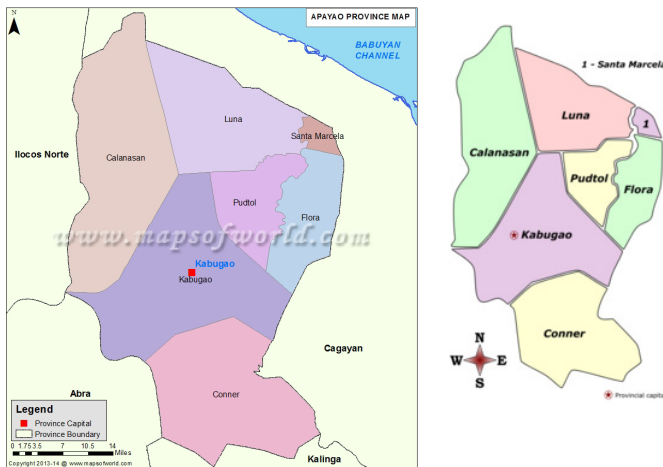 N
APAYAO PROVINCE MAP
BABUYAN
CHANNEL
Ilocos Norte
Luna
Santa Marcela
Calanasan
Pudtol
Flora
www.mapsofworld.com
Kabugao
Kabugao
Cagayan
Conner
Abra
Kalinga
Legend
Province Capital
Province Boundary
0 1.75 3.5 7 10.5 14
Miles
Copyright 2013-14 @ www.mapsofworld.com
1 - Santa Marcela
Luna
1
Calanasan
Pudtol
Flora
Kabugao
Conner
N
W E
S
Provincial capital